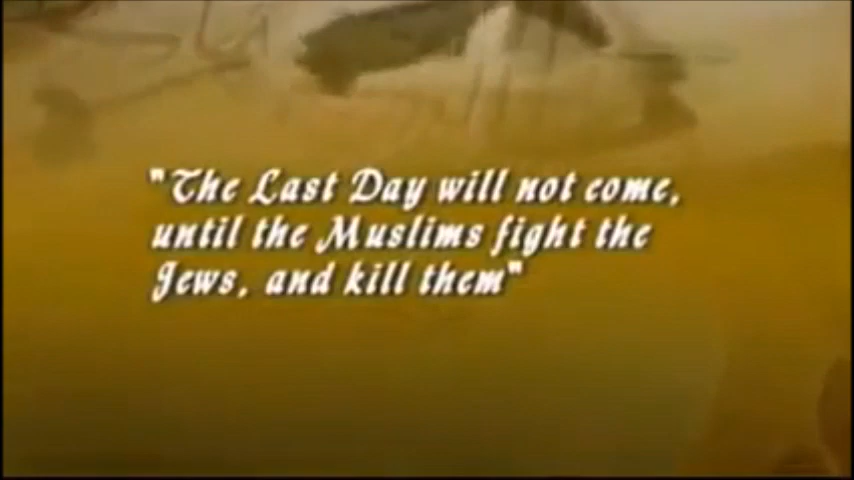 "The Last Day will not come,
until the Muslims fight the
Jews, and kill them"